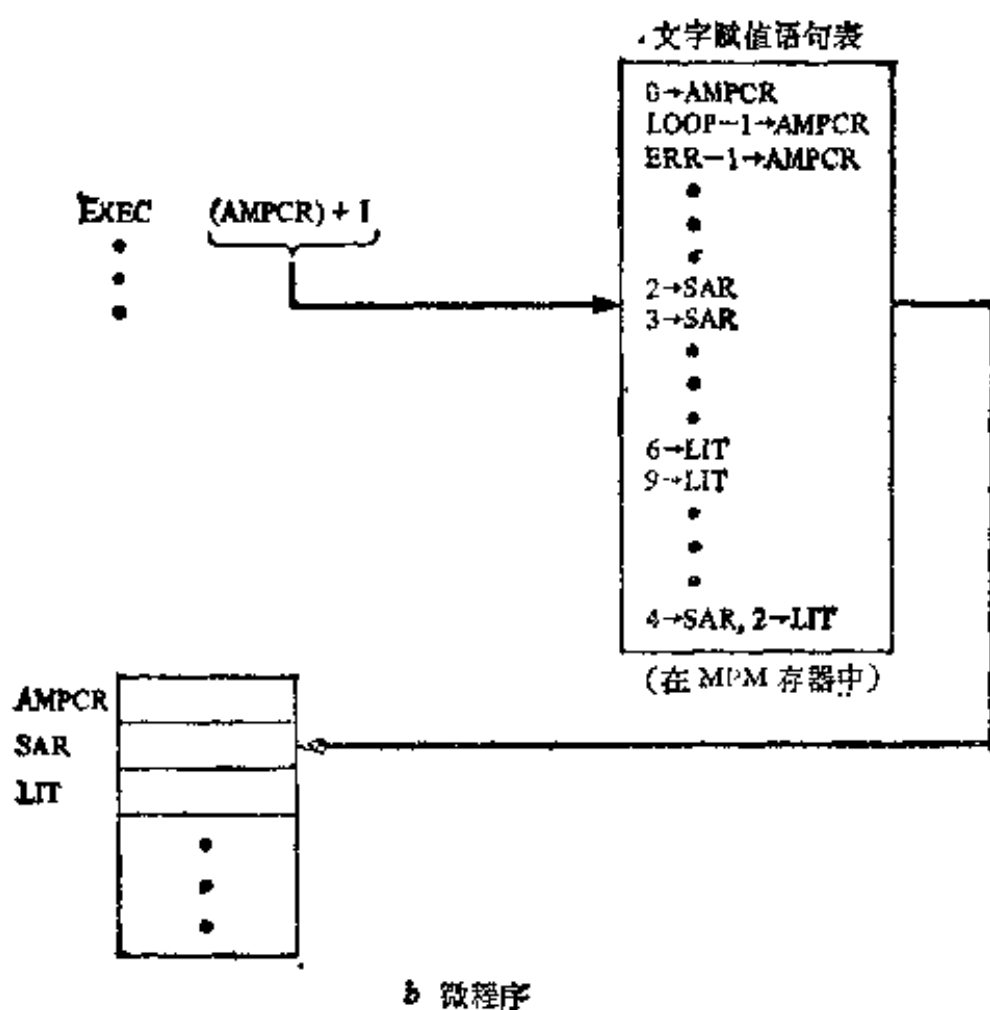 文字赋值语句表
0→AMPCR
LOOP-1→AMPCR
ERR-1→AMPCR
EXEC (AMPCR) + 1
2→SAR
3→SAR
6→LIT
9→LIT
4→SAR, 2→LIT
(在 MPM 存器中)
AMPCR
SAR
LIT
b 微程序